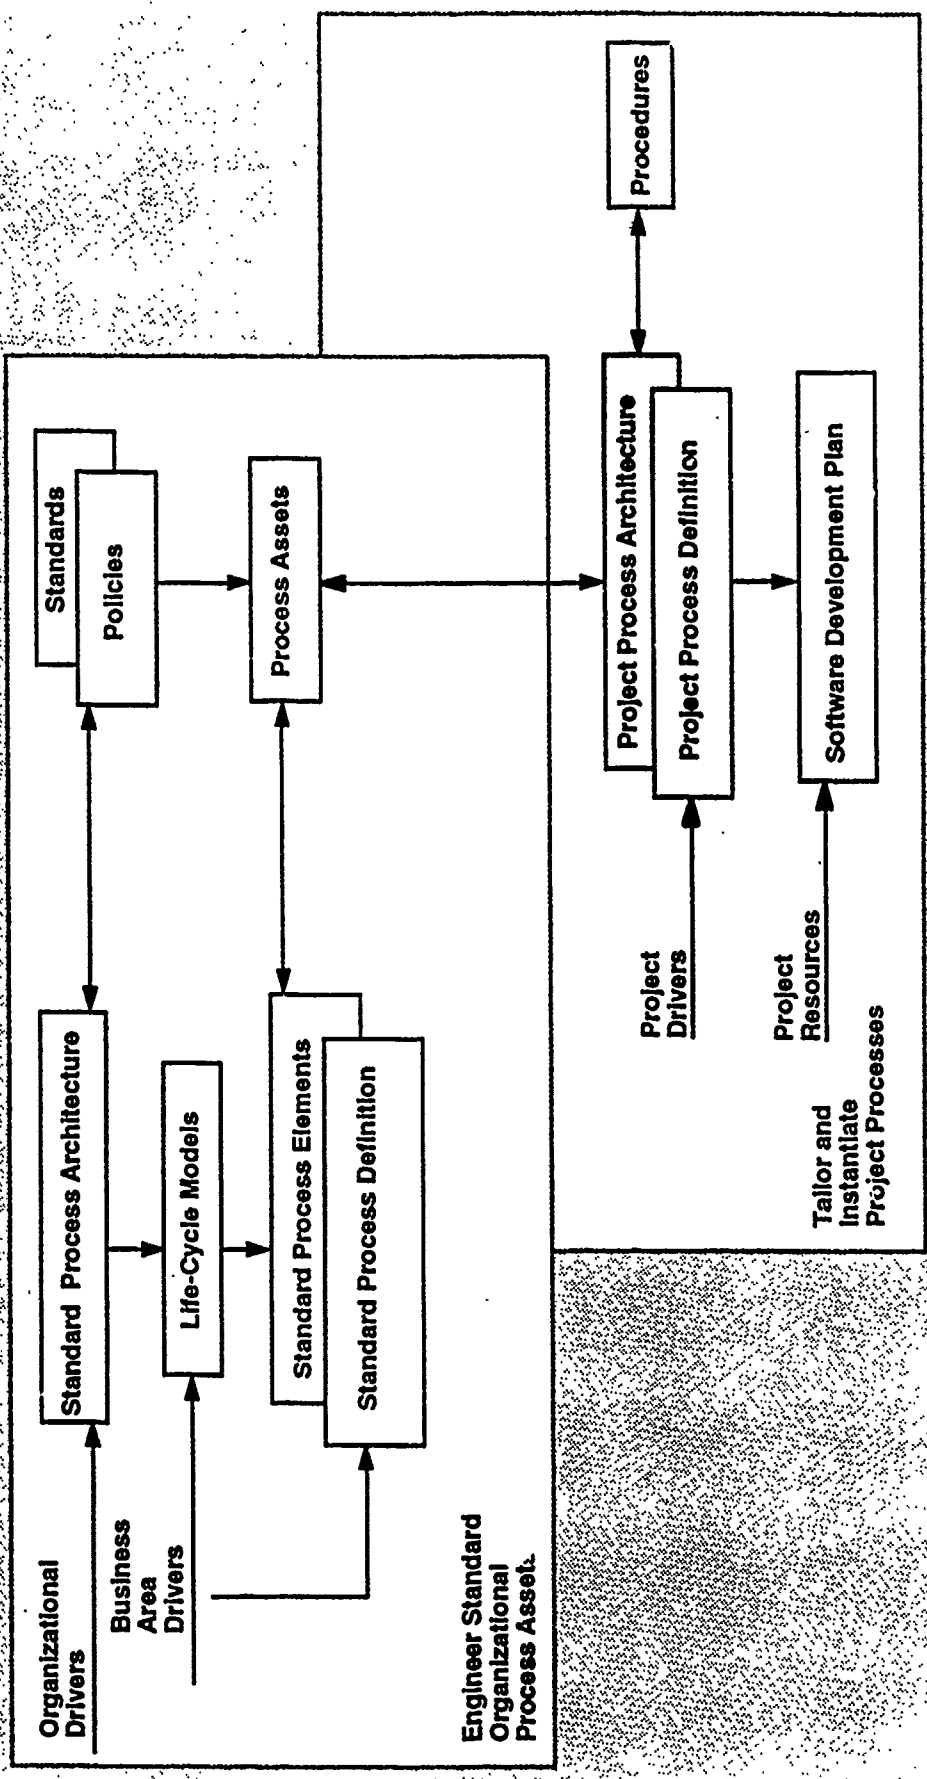 Organizational
Drivers
Standard Process Architecture
Standards
Policies
Business
Area
Drivers
Life-Cycle Models
Standard Process Elements
Standard Process Definition
Process Assets
Engineer Standard
Organizational
Process Assets
Project Process Architecture
Project Process Definition
Procedures
Project
Drivers
Project
Resources
Software Development Plan
Tailor and
Instantiate
Project Processes